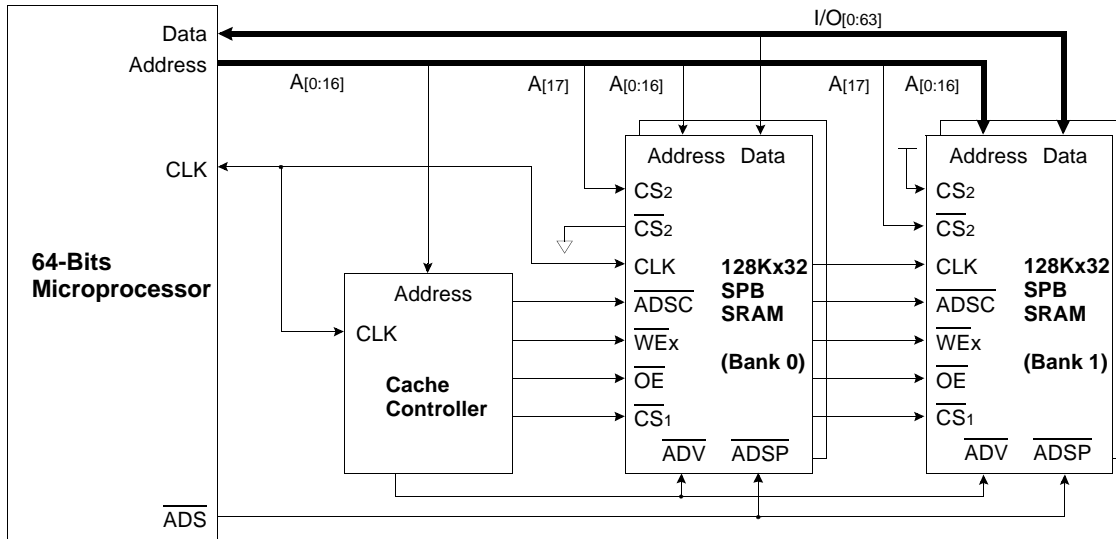 I/O[0:63]
Data
Address
A[0:16]
A[17]
A[0:16]
A[17]
A[0:16]
CLK
64-Bits
Microprocessor
ADS
Address
CLK
Cache
Controller
Address Data
CS2
CS2
CLK
ADSC
WEx
OE
CS1
128Kx32
SPB
SRAM
(Bank 0)
ADV ADSP
Address Data
CS2
CS2
CLK
ADSC
WEx
OE
CS1
128Kx32
SPB
SRAM
(Bank 1)
ADV ADSP